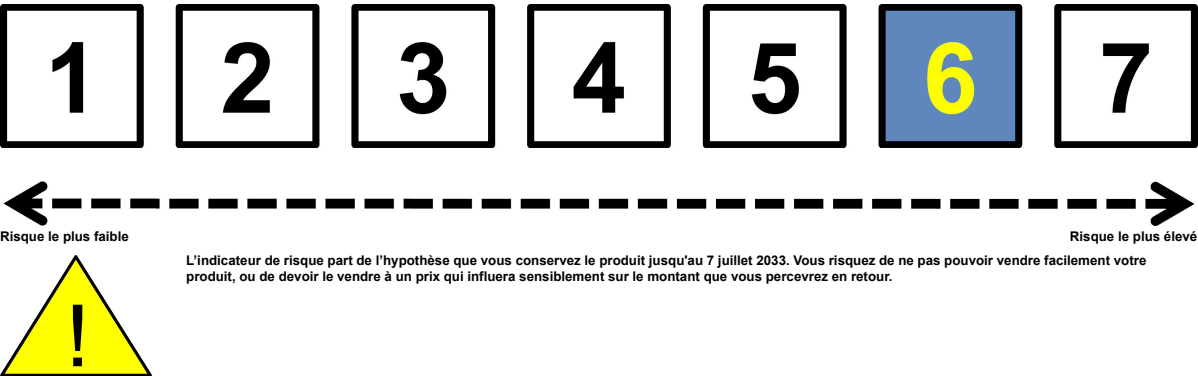 1 2 3 4 5 6 7
Risque le plus faible Risque le plus élevé
L’indicateur de risque part de l’hypothèse que vous conservez le produit jusqu'au 7 juillet 2033. Vous risquez de ne pas pouvoir vendre facilement votre
produit, ou de devoir le vendre à un prix qui influera sensiblement sur le montant que vous percevrez en retour.
!